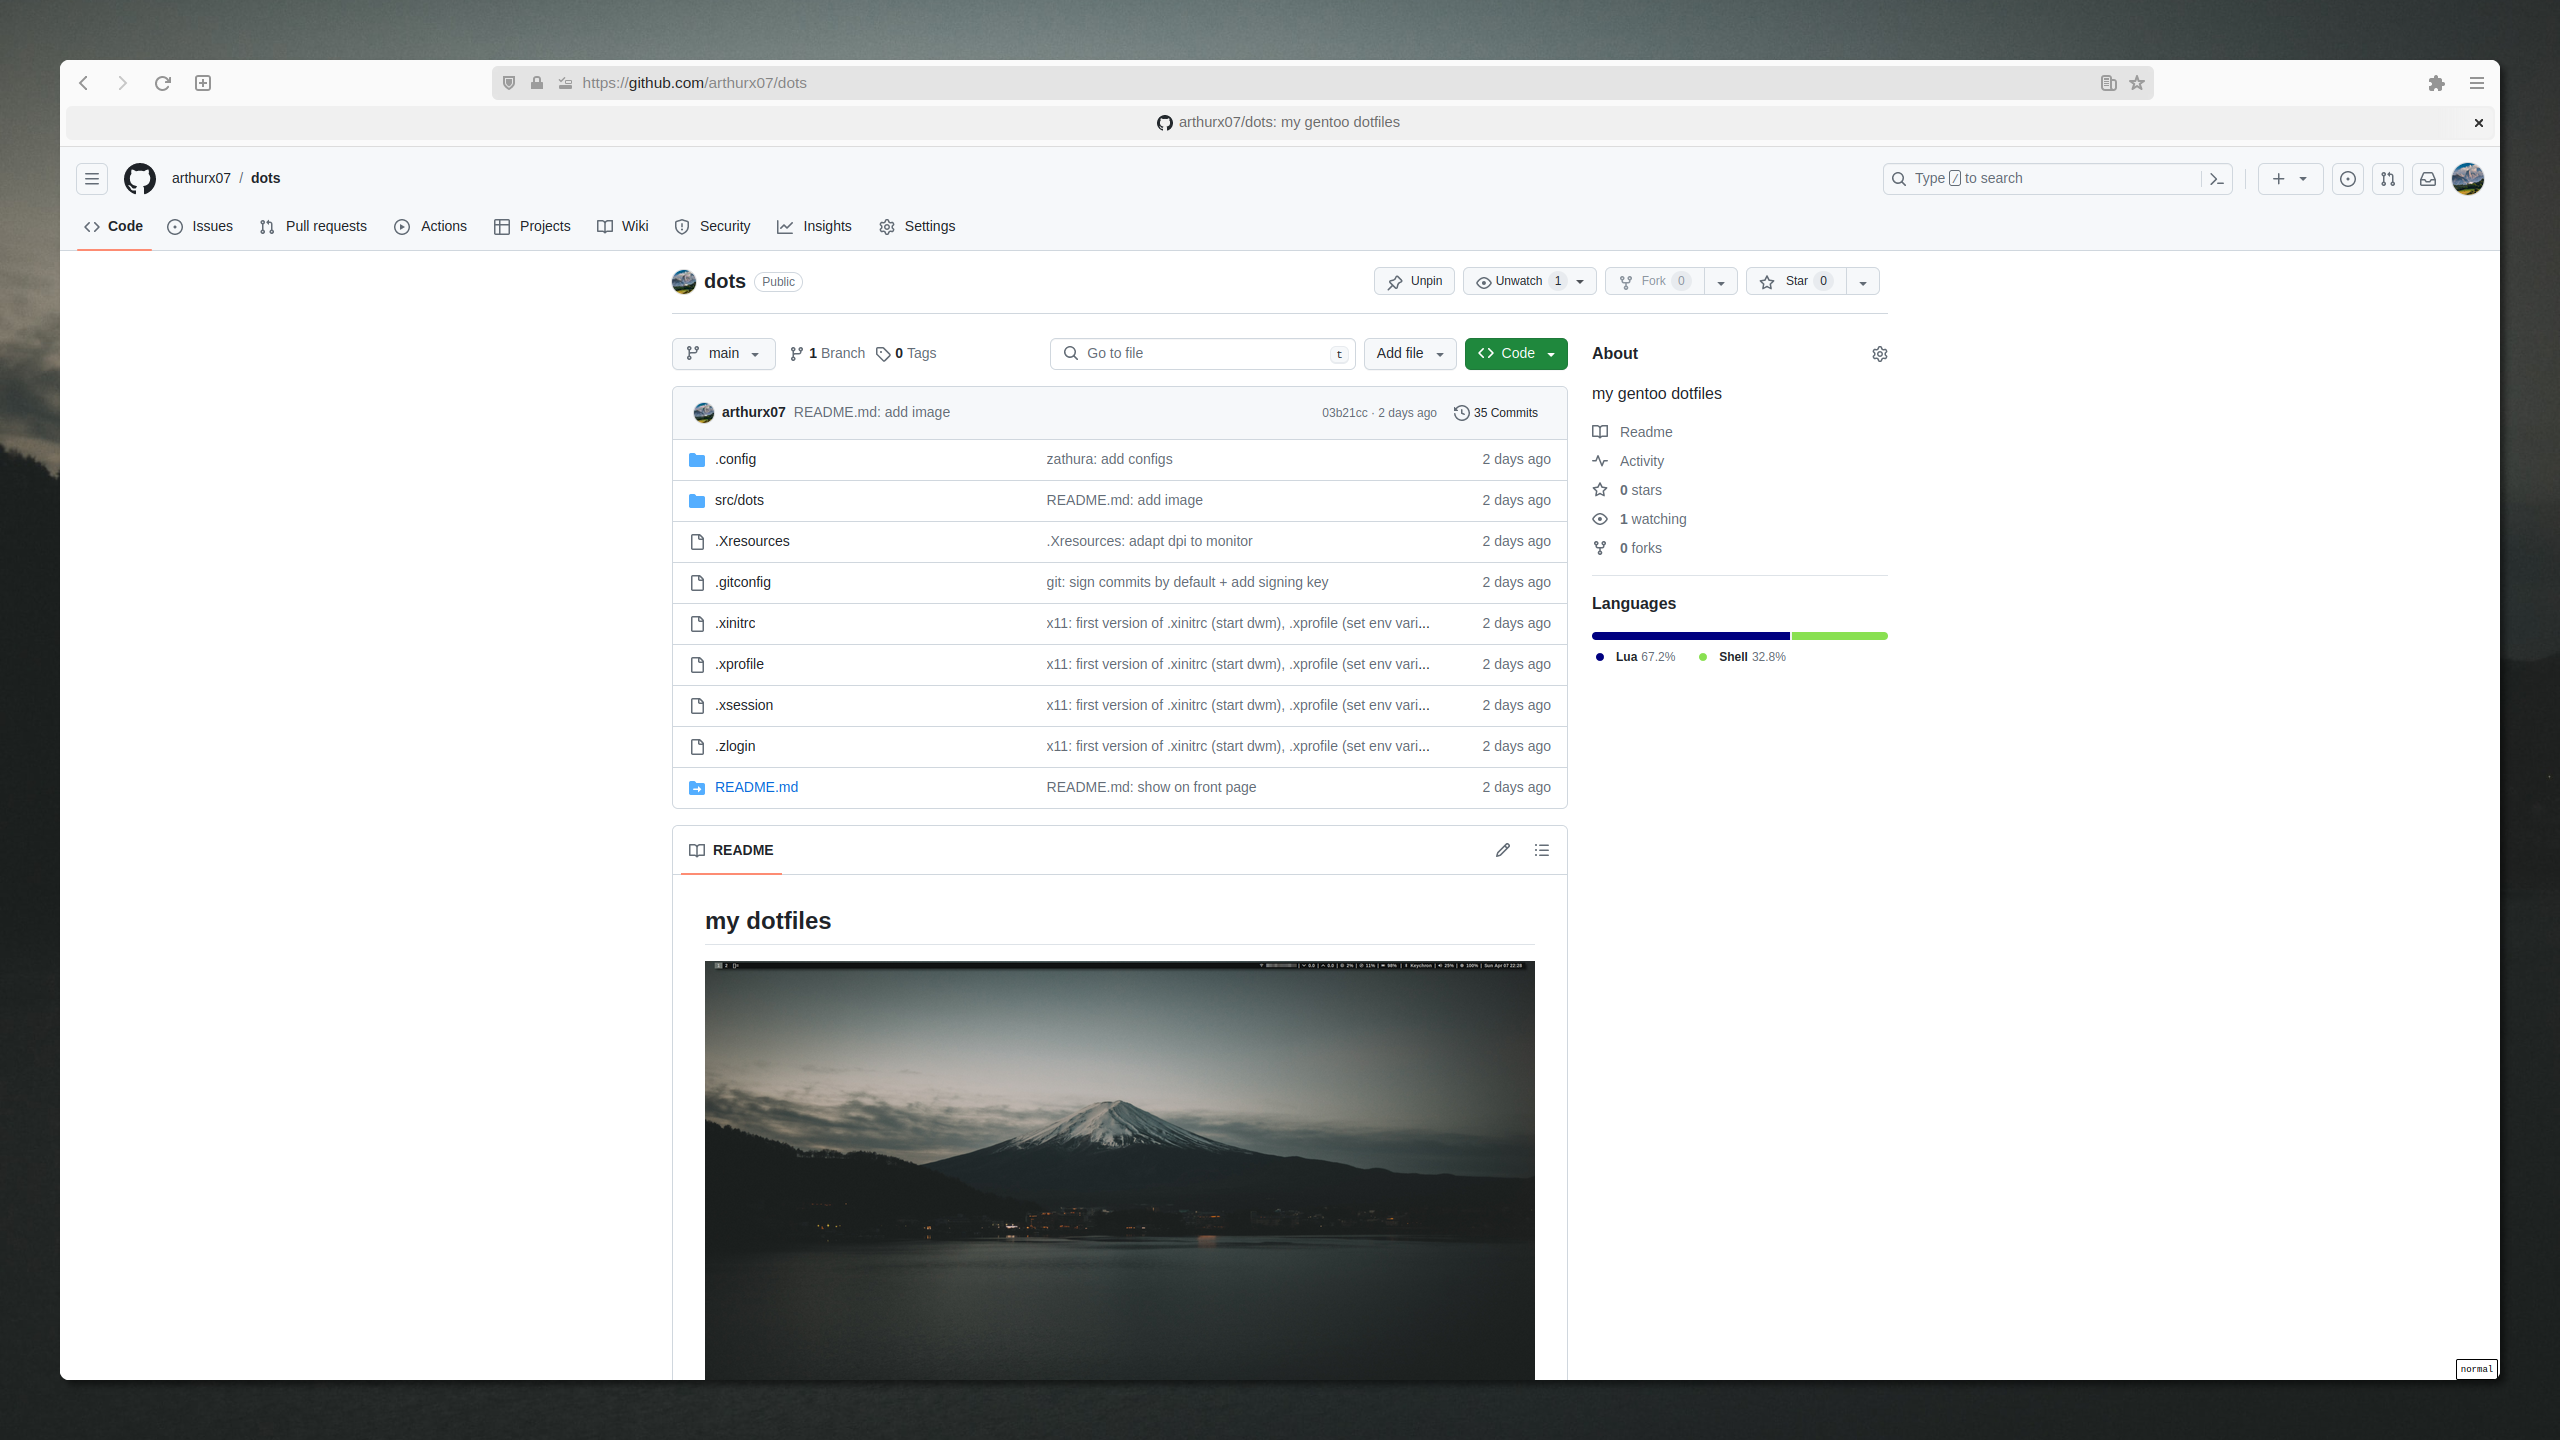 https://github.com/arthurx07/dots
arthurx07/dots: my gentoo dotfiles
arthurx07 / dots
Type / to search
Code Issues Pull requests Actions Projects Wiki Security Insights Settings
dots Public
Unpin Unwatch 1 Fork 0 Star 0
main 1 Branch 0 Tags Go to file t Add file Code
About
my gentoo dotfiles
arthurx07 README.md: add image 03b21cc · 2 days ago 35 Commits
.config zathura: add configs 2 days ago
src/dots README.md: add image 2 days ago
.Xresources .Xresources: adapt dpi to monitor 2 days ago
.gitconfig git: sign commits by default + add signing key 2 days ago
.xinitrc x11: first version of .xinitrc (start dwm), .xprofile (set env vari... 2 days ago
.xprofile x11: first version of .xinitrc (start dwm), .xprofile (set env vari... 2 days ago
.xsession x11: first version of .xinitrc (start dwm), .xprofile (set env vari... 2 days ago
.zlogin x11: first version of .xinitrc (start dwm), .xprofile (set env vari... 2 days ago
README.md README.md: show on front page 2 days ago
Readme
Activity
0 stars
1 watching
0 forks
Languages
Lua 67.2% Shell 32.8%
README
my dotfiles
Sun Apr 07 22:28
normal